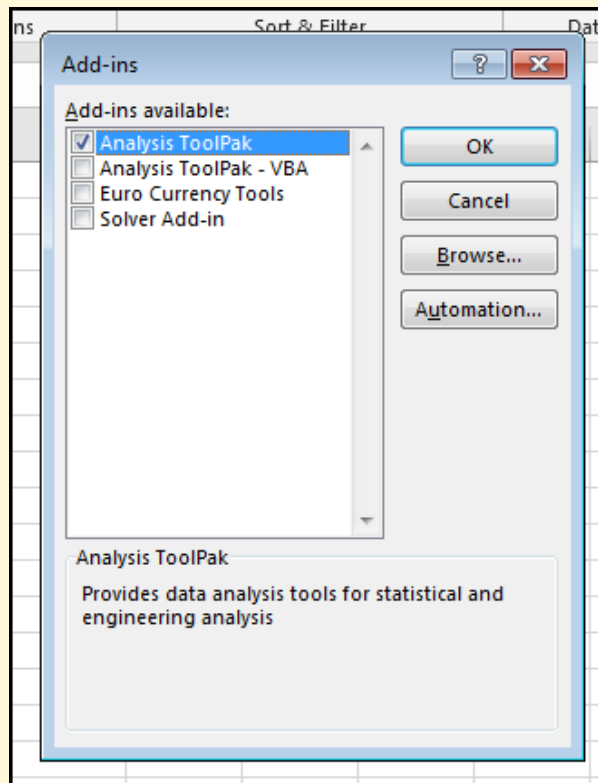 ns
Sort & Filter
Dat
Add-ins
?
Add-ins available:
Analysis ToolPak
OK
Analysis ToolPak - VBA
Euro Currency Tools
Cancel
Solver Add-in
Browse...
Automation...
Analysis ToolPak
Provides data analysis tools for statistical and
engineering analysis